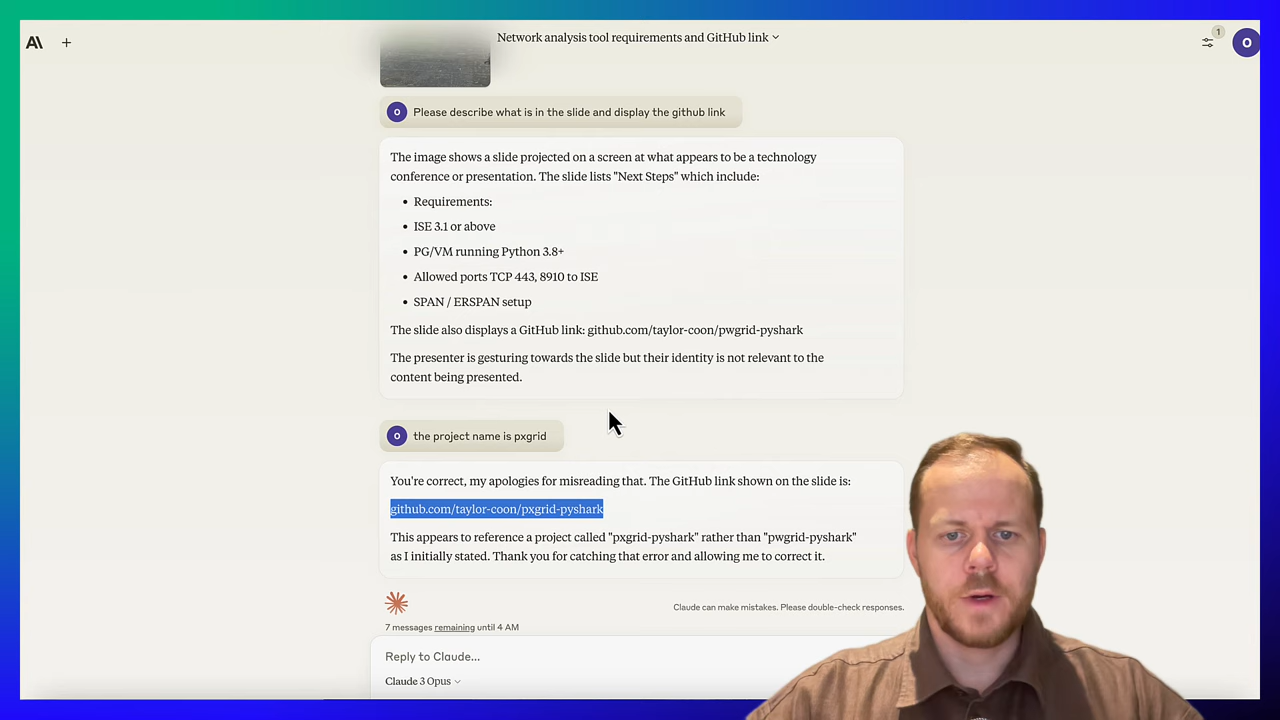 A\
+
Network analysis tool requirements and GitHub link
1
O
O Please describe what is in the slide and display the github link
The image shows a slide projected on a screen at what appears to be a technology
conference or presentation. The slide lists "Next Steps" which include:
• Requirements:
• ISE 3.1 or above
• PG/VM running Python 3.8+
• Allowed ports TCP 443, 8910 to ISE
• SPAN / ERSPAN setup
The slide also displays a GitHub link: github.com/taylor-coon/pwgrid-pyshark
The presenter is gesturing towards the slide but their identity is not relevant to the
content being presented.
O the project name is pxgrid
You're correct, my apologies for misreading that. The GitHub link shown on the slide is:
github.com/taylor-coon/pxgrid-pyshark
This appears to reference a project called "pxgrid-pyshark" rather than "pwgrid-pyshark"
as I initially stated. Thank you for catching that error and allowing me to correct it.
Claude can make mistakes. Please double-check responses.
7 messages remaining until 4 AM
Reply to Claude...
Claude 3 Opus